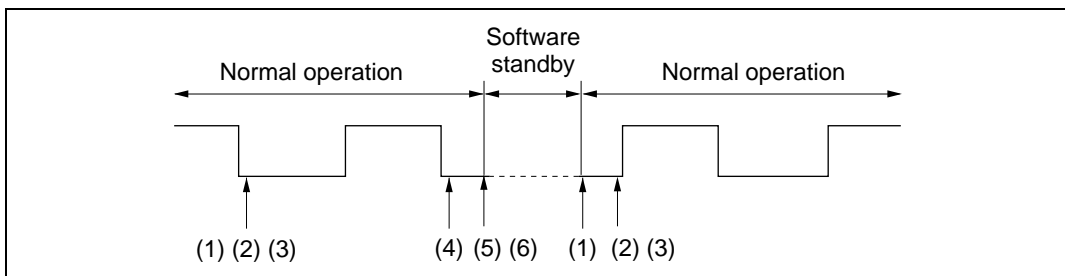 Software
standby
Normal operation
Normal operation
(1) (2) (3)
(4)
(5) (6)
(1)
(2) (3)